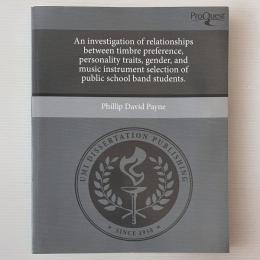 ProQuest
An investigation of relationships
between timbre preference,
personality traits, gender, and
music instrument selection of
public school band students.
Phillip David Payne
UMI DISSERTATION PUBLISHING
SINCE 1938